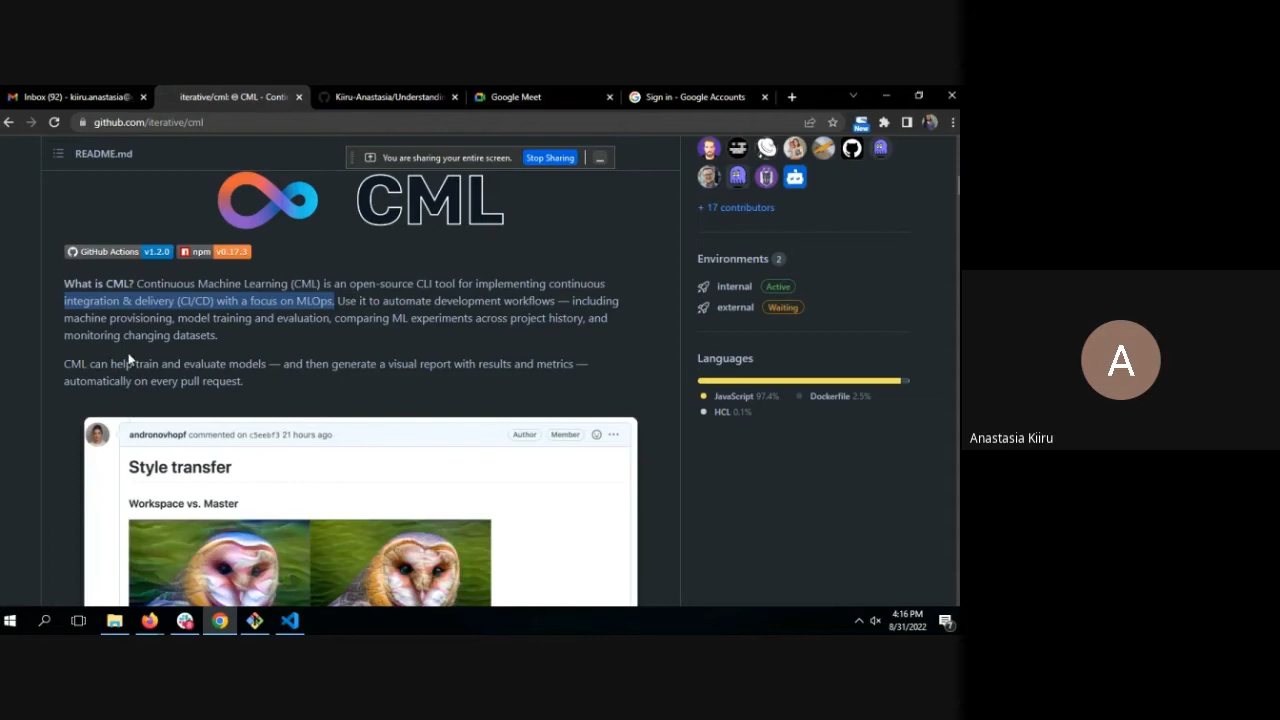 Inbox (92) - kiiru.anastasia@
iterative/cml: ♾ CML - Conti
Kiiru-Anastasia/Understandin
Google Meet
Sign in - Google Accounts
github.com/iterative/cml
New
README.md
You are sharing your entire screen.
Stop Sharing
CML
GitHub Actions v1.2.0 npm v0.17.3
What is CML? Continuous Machine Learning (CML) is an open-source CLI tool for implementing continuous
integration & delivery (CI/CD) with a focus on MLOps. Use it to automate development workflows — including
machine provisioning, model training and evaluation, comparing ML experiments across project history, and
monitoring changing datasets.
CML can help train and evaluate models — and then generate a visual report with results and metrics —
automatically on every pull request.
andronovhopf commented on c5eebf3 21 hours ago
Author
Member
Style transfer
Workspace vs. Master
+ 17 contributors
Environments 2
internal Active
external Waiting
Languages
JavaScript 97.4% Dockerfile 2.5%
HCL 0.1%
4:16 PM
8/31/2022
A
Anastasia Kiiru